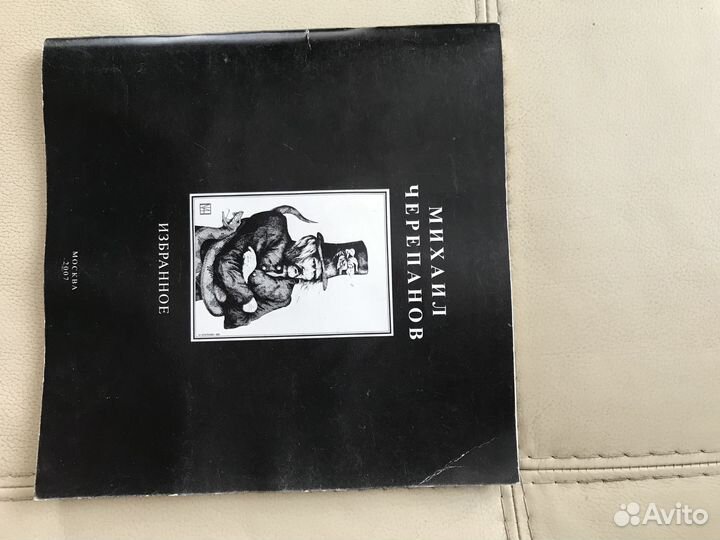 МИХАИЛ
ЧЕРЕПАНОВ
ИЗБРАННОЕ
МОСКВА
-2007
Avito